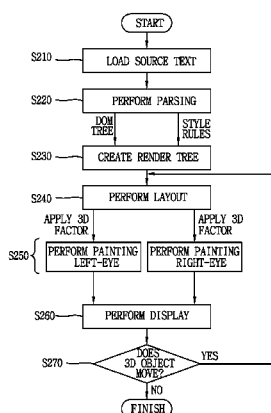 START
S210
LOAD SOURCE TEXT
S220
PERFORM PARSING
DOM
TREE
STYLE
RULES
S230
CREATE RENDER TREE
S240
PERFORM LAYOUT
APPLY 3D
FACTOR
APPLY 3D
FACTOR
S250
PERFORM PAINTING
LEFT-EYE
PERFORM PAINTING
RIGHT-EYE
S260
PERFORM DISPLAY
S270
DOES
3D OBJECT
MOVE?
YES
NO
FINISH